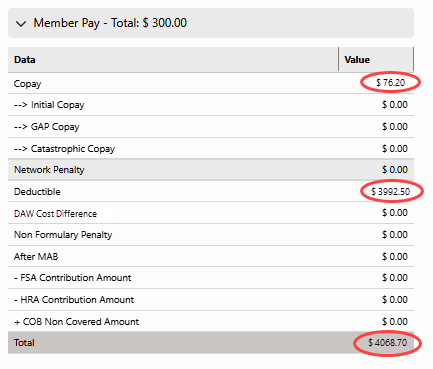 Member Pay - Total: $ 300.00
Data Value
Copay $ 76.20
--> Initial Copay $ 0.00
--> GAP Copay $ 0.00
--> Catastrophic Copay $ 0.00
Network Penalty $ 0.00
Deductible $ 3992.50
DAW Cost Difference $ 0.00
Non Formulary Penalty $ 0.00
After MAB $ 0.00
- FSA Contribution Amount $ 0.00
- HRA Contribution Amount $ 0.00
+ COB Non Covered Amount $ 0.00
Total $ 4068.70